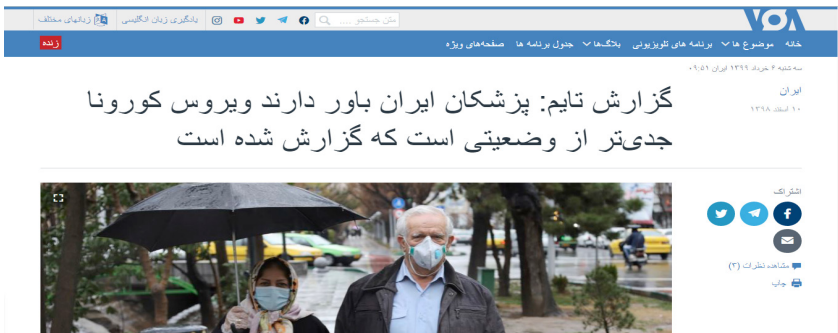 VOA
متن جستجو ....
یادگیری زبان انگلیسی
زبانهای مختلف
خانه موضوع ها برنامه های تلویزیونی بلاگ‌ها جدول برنامه ها صفحه‌های ویژه
زنده
سه شنبه ۶ خرداد ۱۳۹۹ ایران ۰۹:۵۱
ایران
۱۰ اسفند ۱۳۹۸
گزارش تایم: پزشکان ایران باور دارند ویروس کورونا
جدی‌تر از وضعیتی است که گزارش شده است
اشتراک
مشاهده نظرات (۳)
چاپ